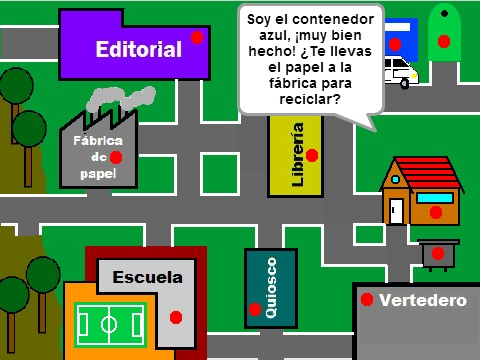 Soy el contenedor
azul, ¡muy bien
hecho! ¿Te llevas
el papel a la
fábrica para
reciclar?
Editorial
Fábrica
de
papel
Librería
Escuela
Quiosco
Vertedero